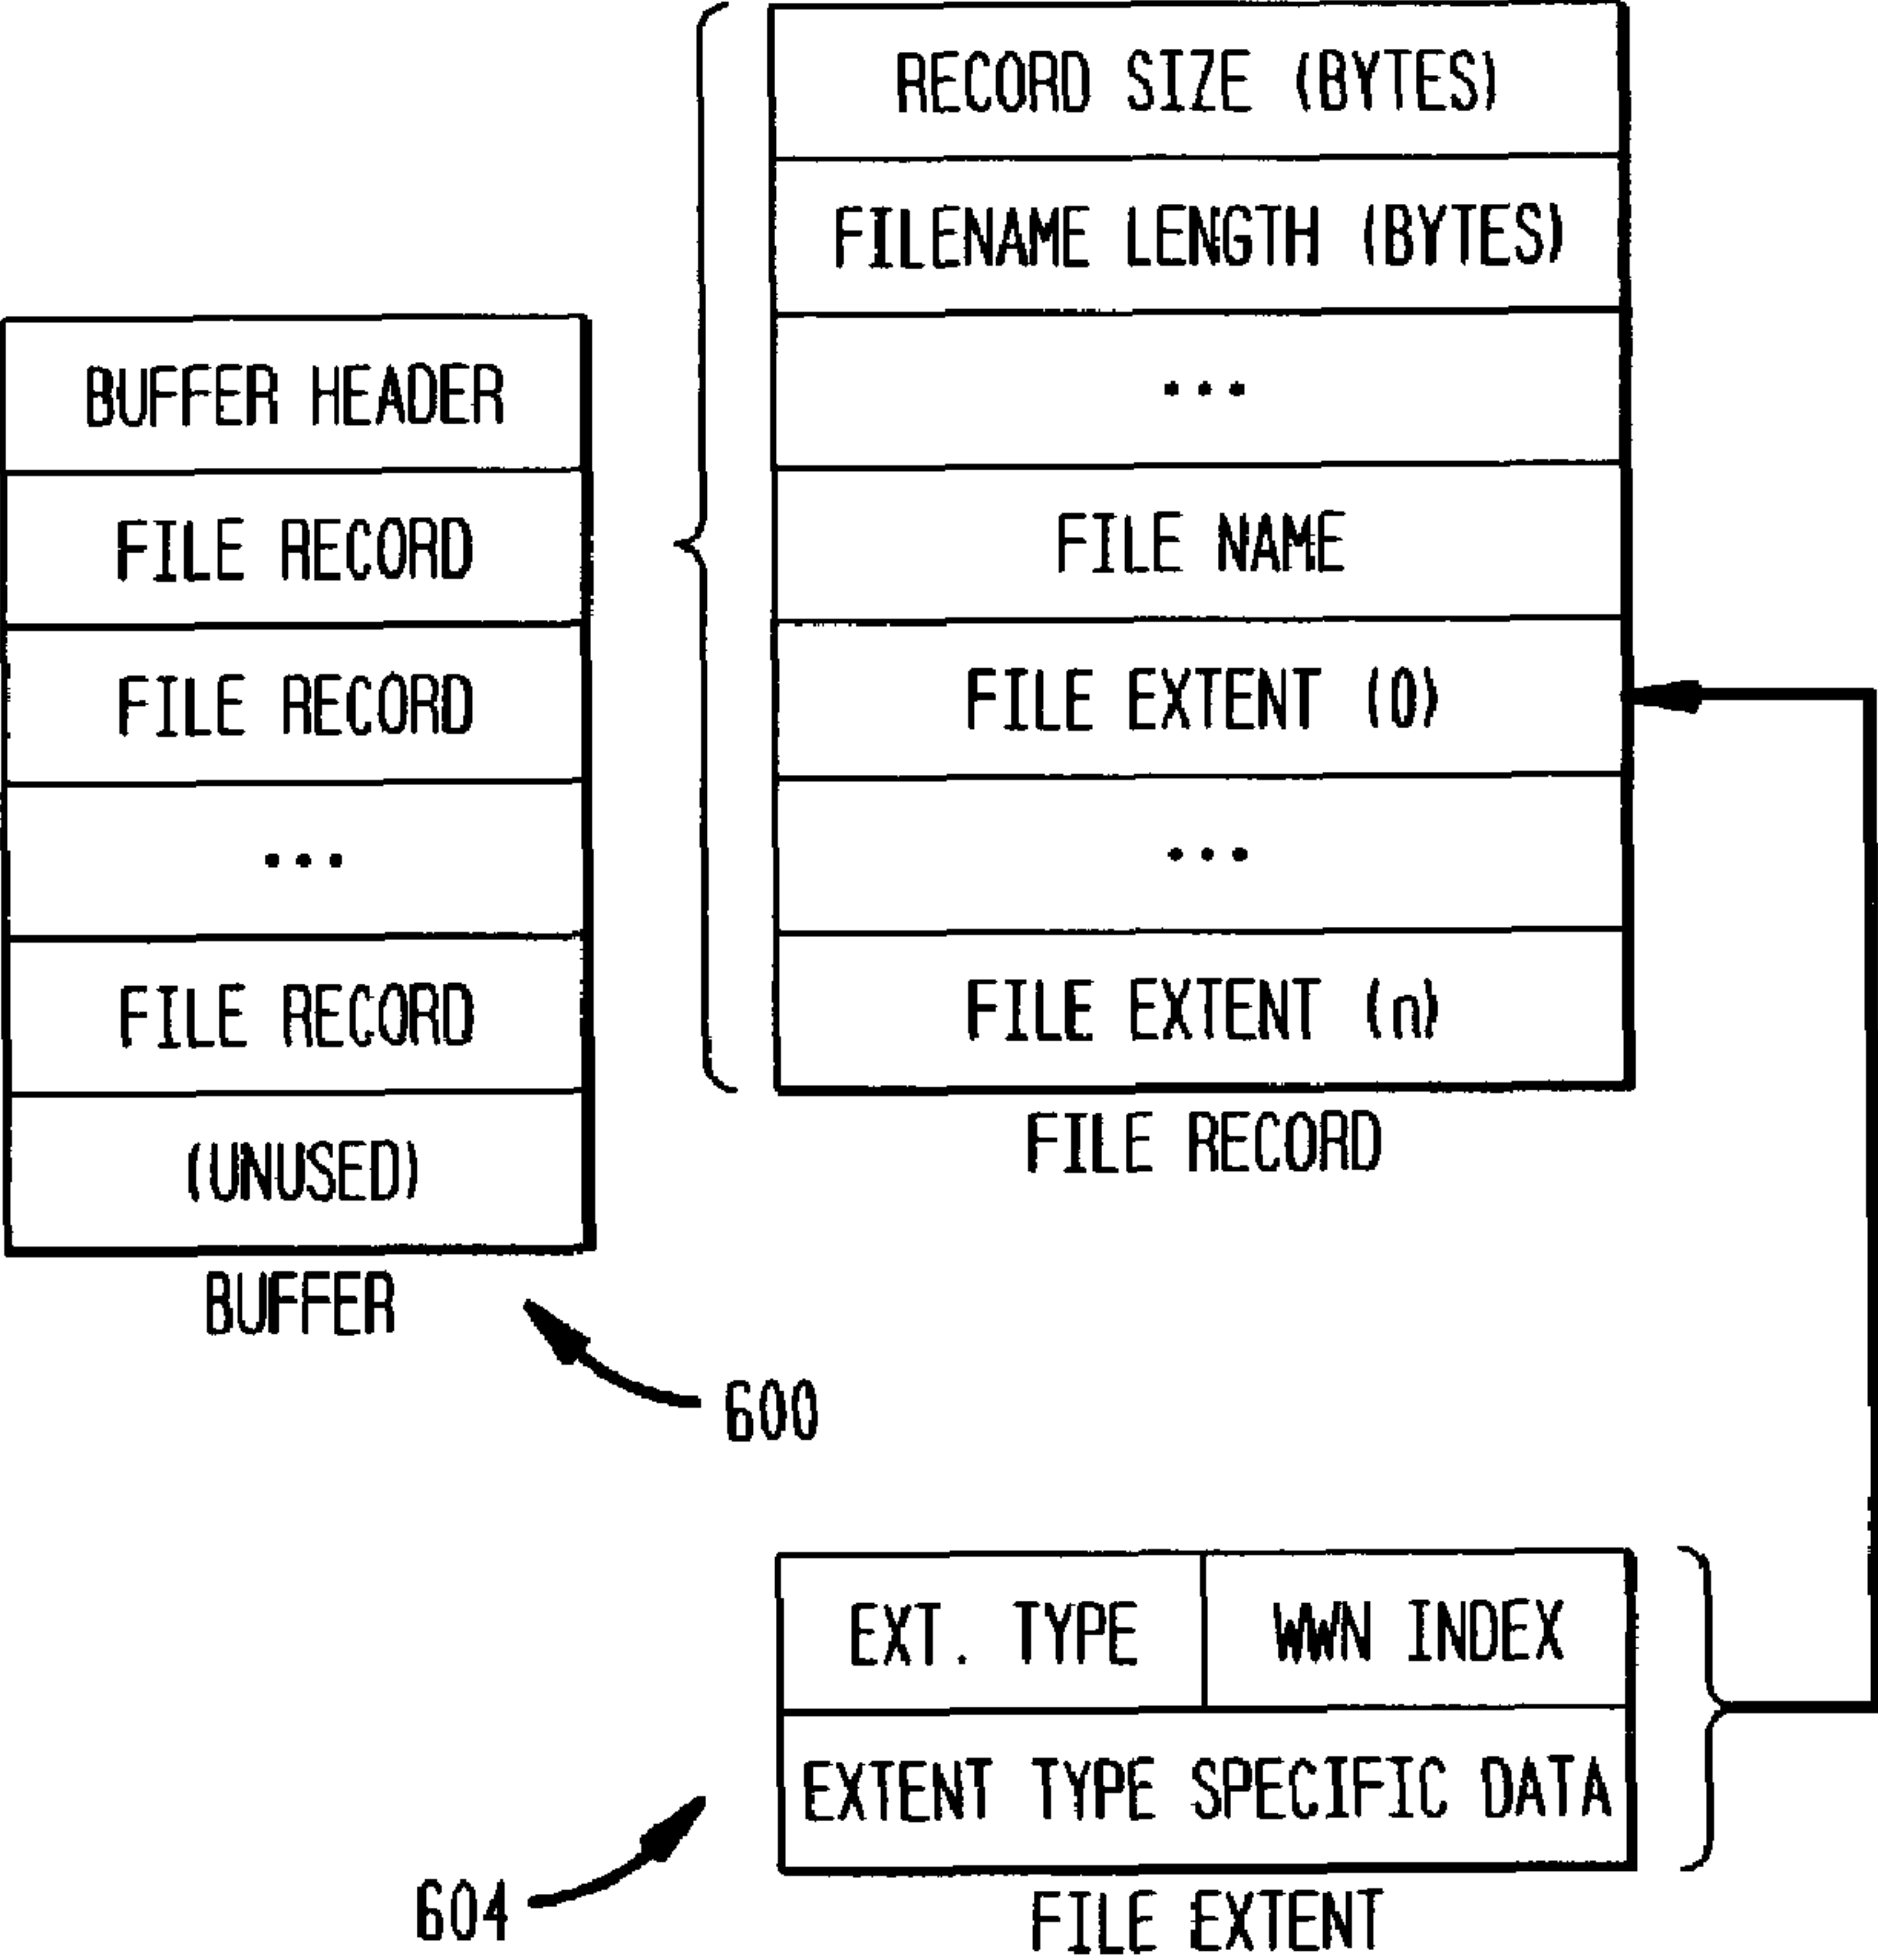 BUFFER HEADER
FILE RECORD
FILE RECORD
...
FILE RECORD
(UNUSED)
BUFFER
600
RECORD SIZE (BYTES)
FILENAME LENGTH (BYTES)
...
FILE NAME
FILE EXTENT (0)
...
FILE EXTENT (n)
FILE RECORD
EXT. TYPE WWN INDEX
EXTENT TYPE SPECIFIC DATA
FILE EXTENT
604